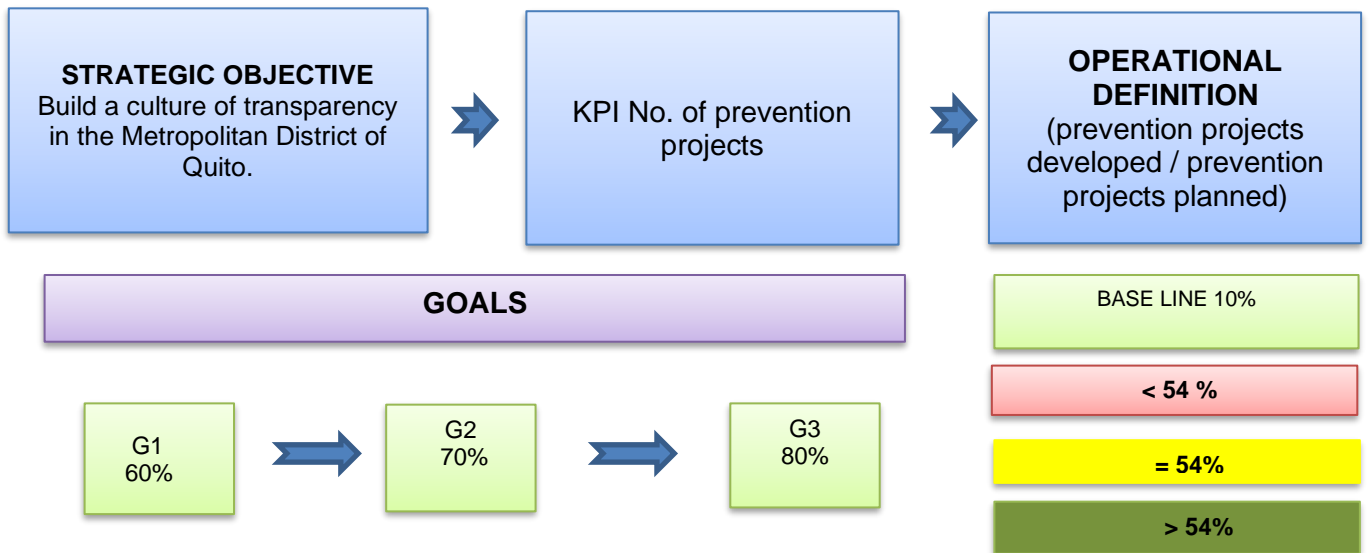 STRATEGIC OBJECTIVE
Build a culture of transparency
in the Metropolitan District of
Quito.
KPI No. of prevention
projects
OPERATIONAL
DEFINITION
(prevention projects
developed / prevention
projects planned)
GOALS
BASE LINE 10%
< 54 %
G1
60%
G2
70%
G3
80%
= 54%
> 54%